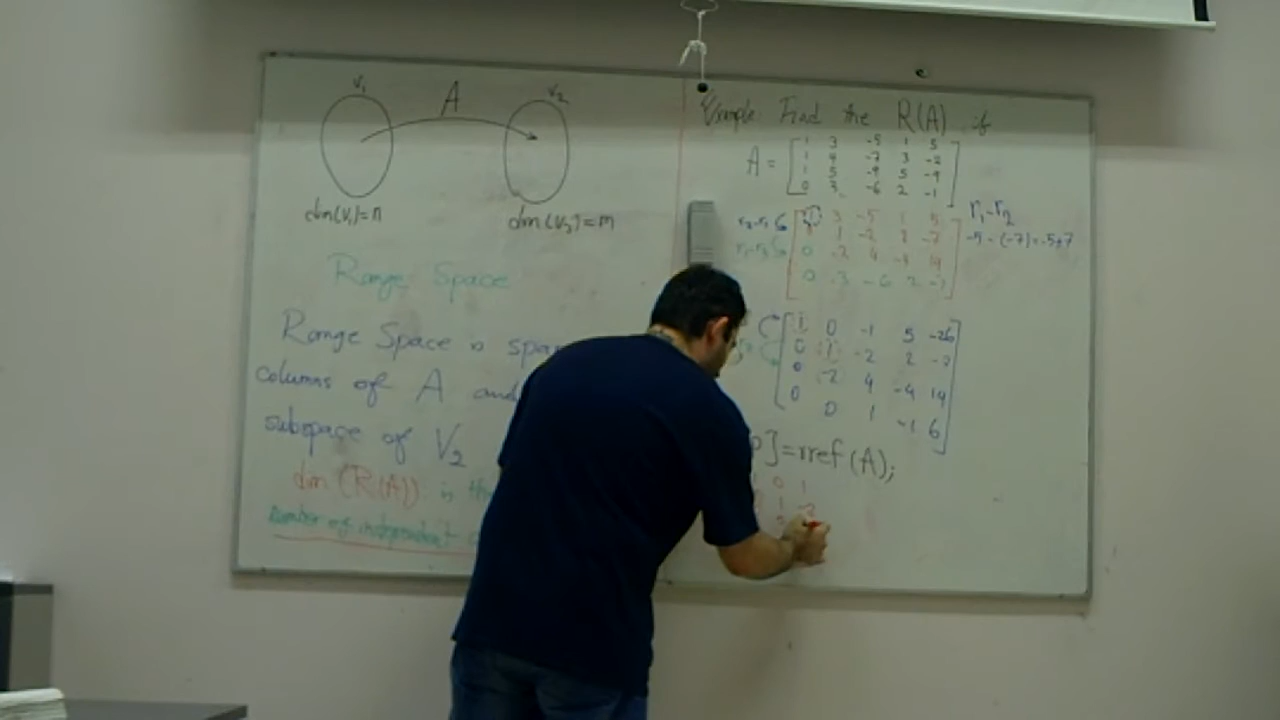 V₁ A V₂
dim(V₁)=n dim(V₂)=m
Range Space
Range Space is spa
columns of A and
subspace of V₂
dim (R(A)) is th
number of independent
Example: Find the R(A) if
A = [ 1 3 -5 1 5
1 4 -7 3 -2
1 5 -9 5 -9
0 3 -6 2 -1 ]
r₁-r₂
-5-(-7)=-5+7
1 3 -5 1 5
1 -2 -7
0 -2 4 -4 14
0 3 -6 2 -1
1 0 -1 5 -26
0 1 -2 2 -7
0 -2 4 -4 14
0 0 1 -1 6
]=rref(A);
0 1
1 -2